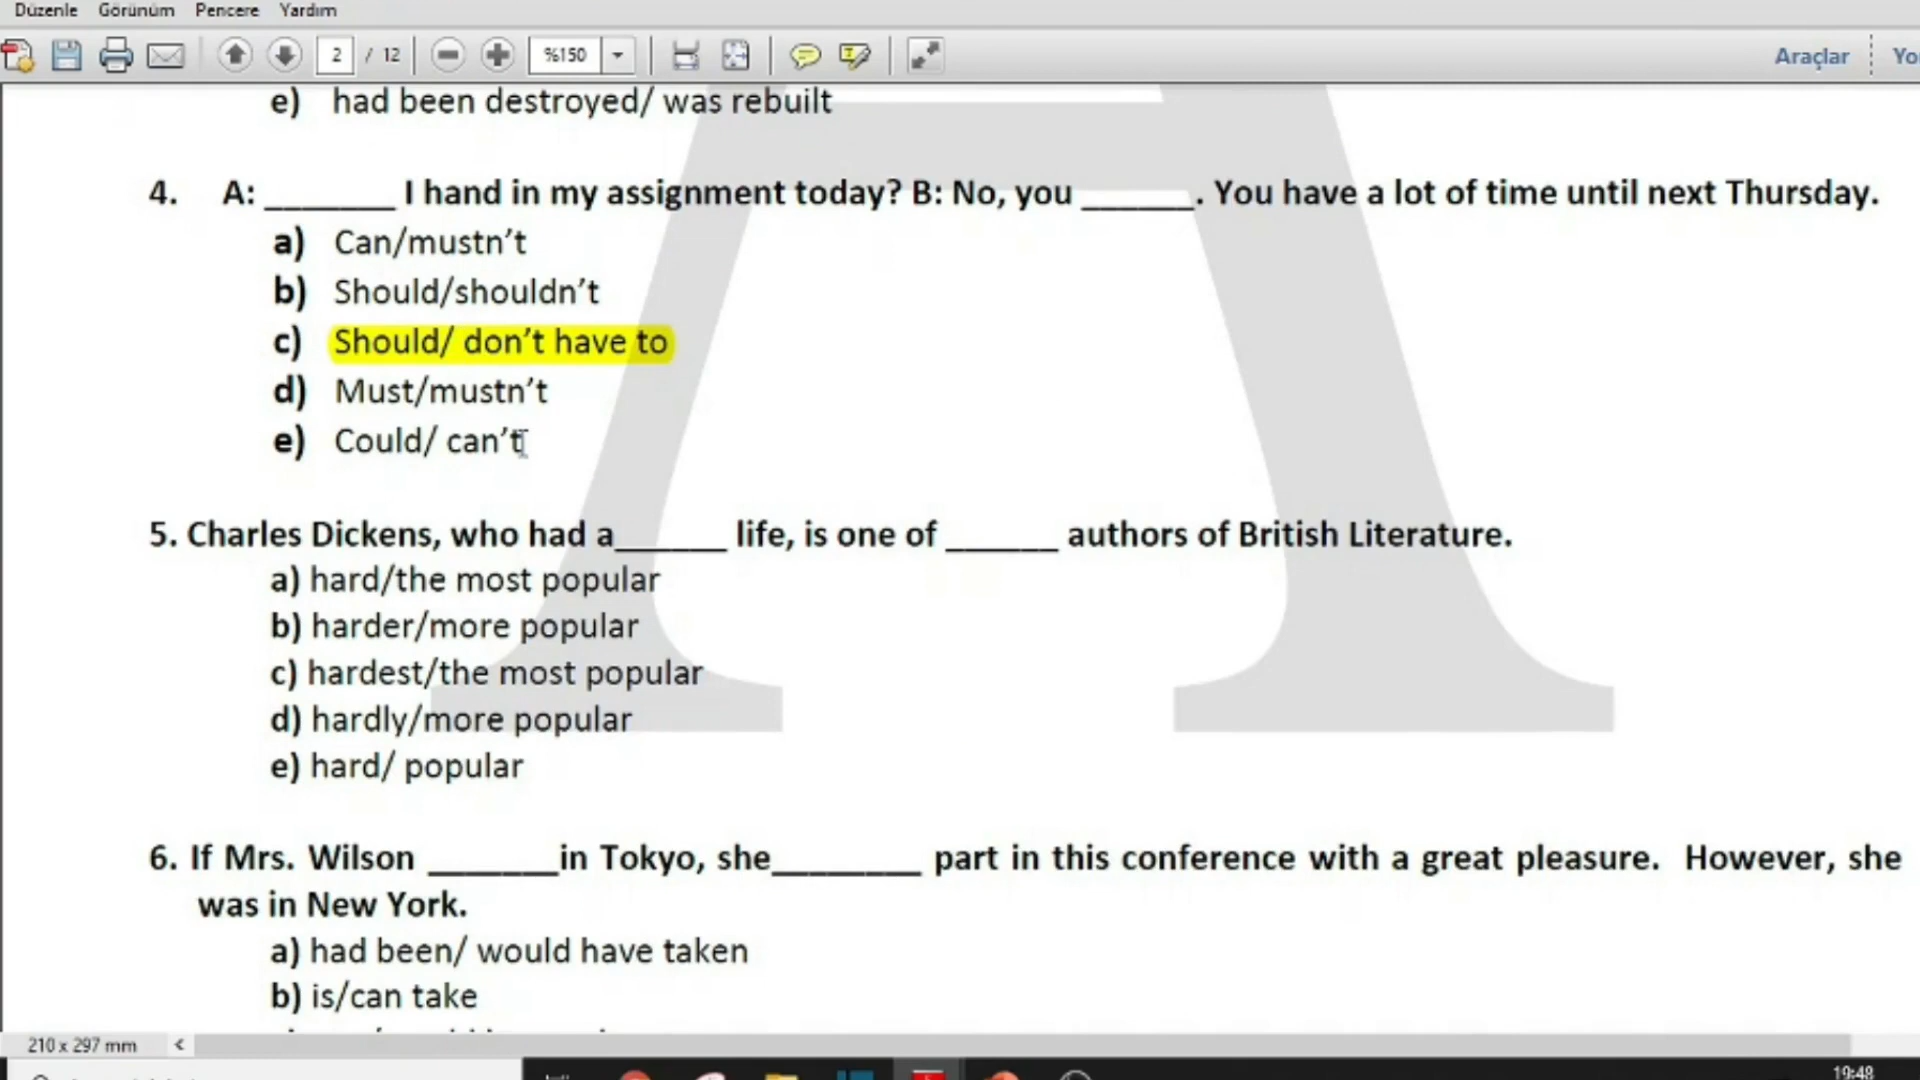 Düzenle Görünüm Pencere Yardım
2 / 12 %150 Araçlar
e) had been destroyed/ was rebuilt
4. A: _______ I hand in my assignment today? B: No, you ______. You have a lot of time until next Thursday.
a) Can/mustn’t
b) Should/shouldn’t
c) Should/ don’t have to
d) Must/mustn’t
e) Could/ can’t
5. Charles Dickens, who had a______ life, is one of ______ authors of British Literature.
a) hard/the most popular
b) harder/more popular
c) hardest/the most popular
d) hardly/more popular
e) hard/ popular
6. If Mrs. Wilson _______in Tokyo, she________ part in this conference with a great pleasure. However, she
was in New York.
a) had been/ would have taken
b) is/can take
210 x 297 mm
19:48